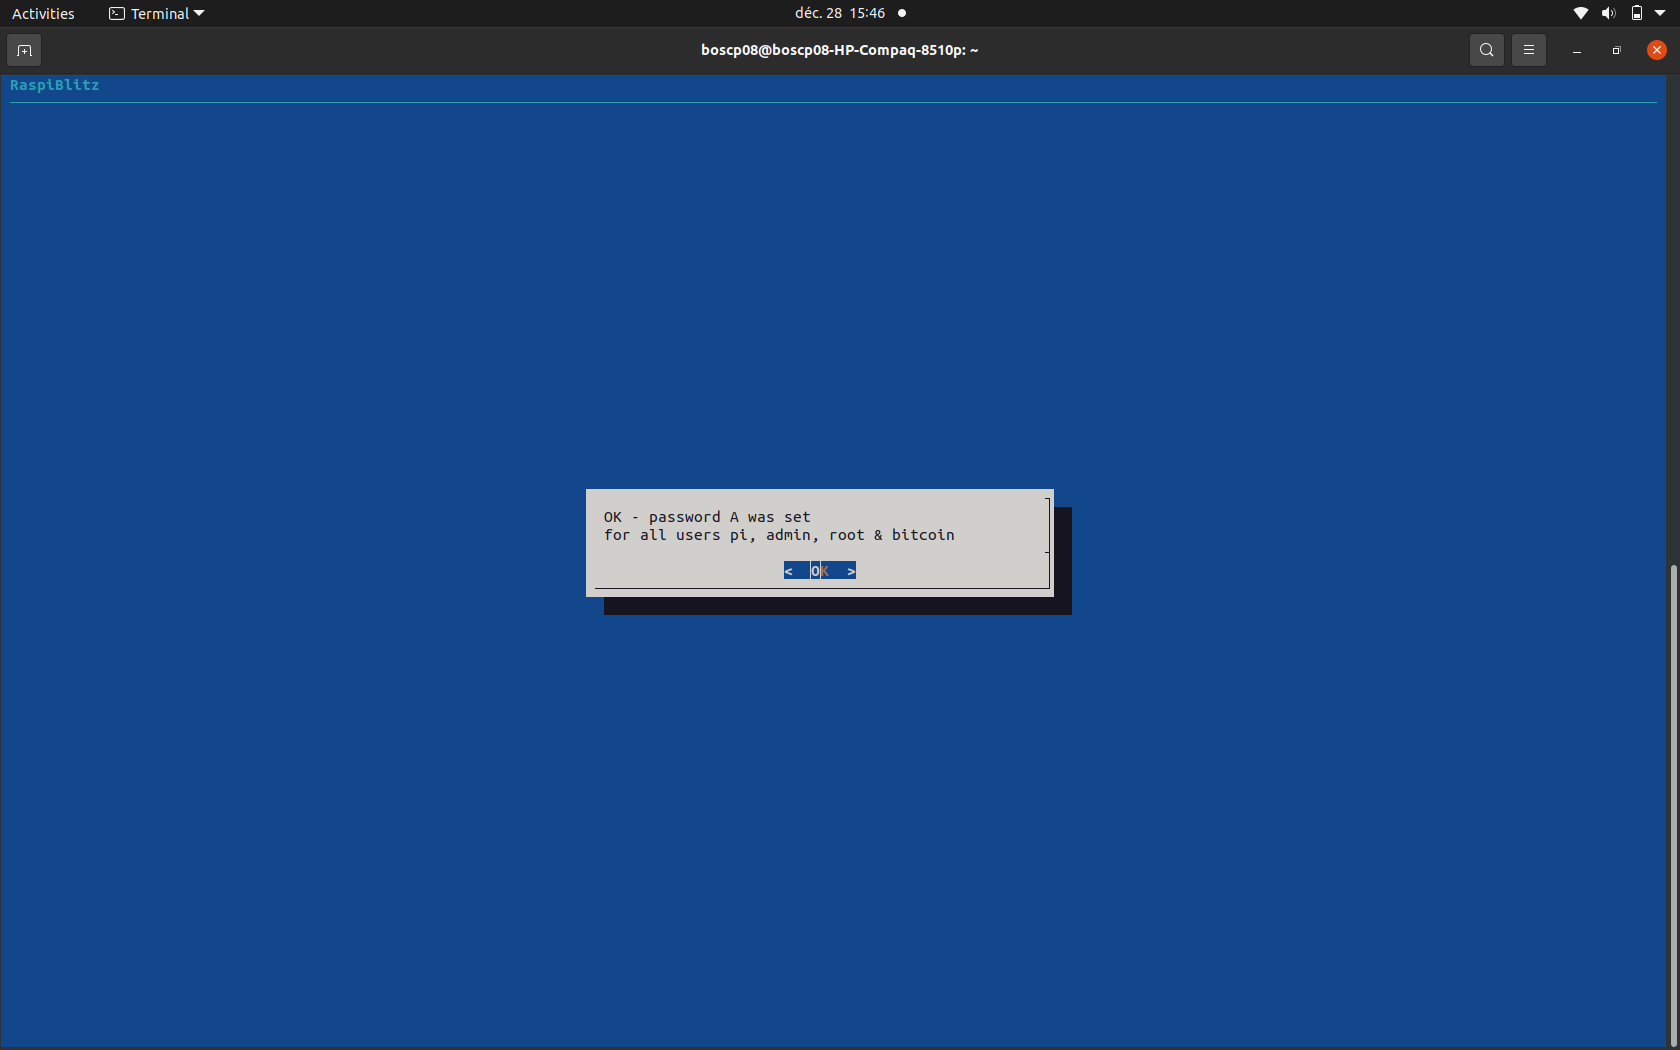 Activities Terminal déc. 28 15:46
boscp08@boscp08-HP-Compaq-8510p: ~
RaspiBlitz
OK - password A was set
for all users pi, admin, root & bitcoin
< OK >